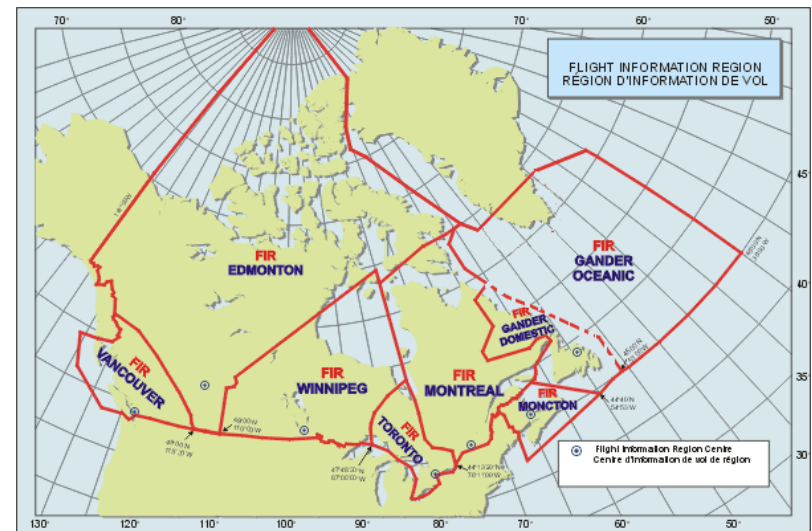 70· 80· 70· 60· 50·
FLIGHT INFORMATION REGION
RÉGION D'INFORMATION DE VOL
45·
FIR
EDMONTON
FIR
GANDER
OCEANIC
40·
FIR
GANDER
DOMESTIC
FIR
VANCOUVER
FIR
WINNIPEG
FIR
MONTREAL
FIR
MONCTON
FIR
TORONTO
35·
Flight Information Region Centre
Centre d'information de vol de région
30·
130· 120· 110· 100· 90· 80· 70· 60· 50·